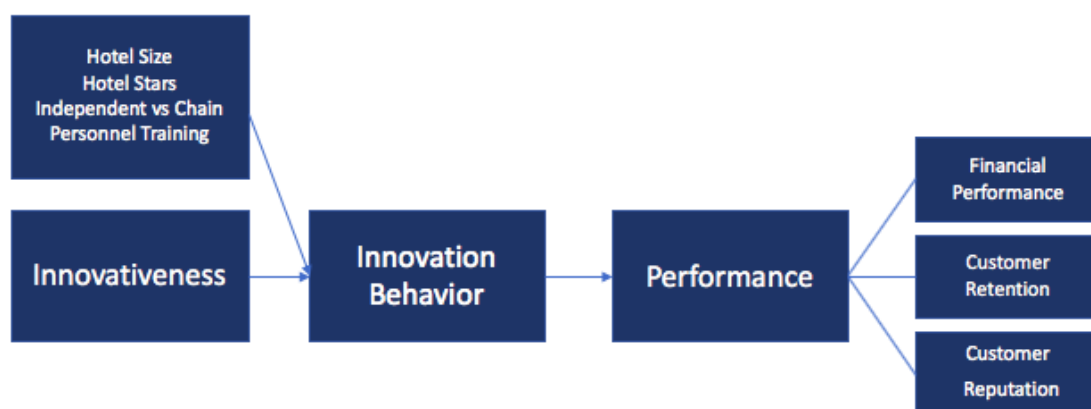 Hotel Size
Hotel Stars
Independent vs Chain
Personnel Training
Innovativeness
Innovation
Behavior
Performance
Financial
Performance
Customer
Retention
Customer
Reputation